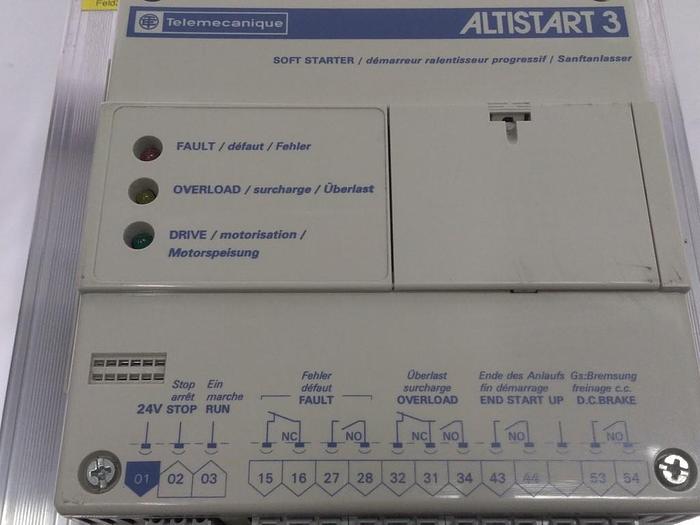 Telemecanique
ALTISTART 3
SOFT STARTER / démarreur ralentisseur progressif / Sanftanlasser
FAULT / défaut / Fehler
OVERLOAD / surcharge / Überlast
DRIVE / motorisation /
Motorspeisung
Stop
arrêt
24V STOP
Ein
marche
RUN
Fehler
défaut
FAULT
Überlast
surcharge
OVERLOAD
Ende des Anlaufs
fin démarrage
END START UP
Gs:Bremsung
freinage c.c.
D.C.BRAKE
NC NO NC NO NO NO
01 02 03 15 16 27 28 32 31 34 43 44 53 54